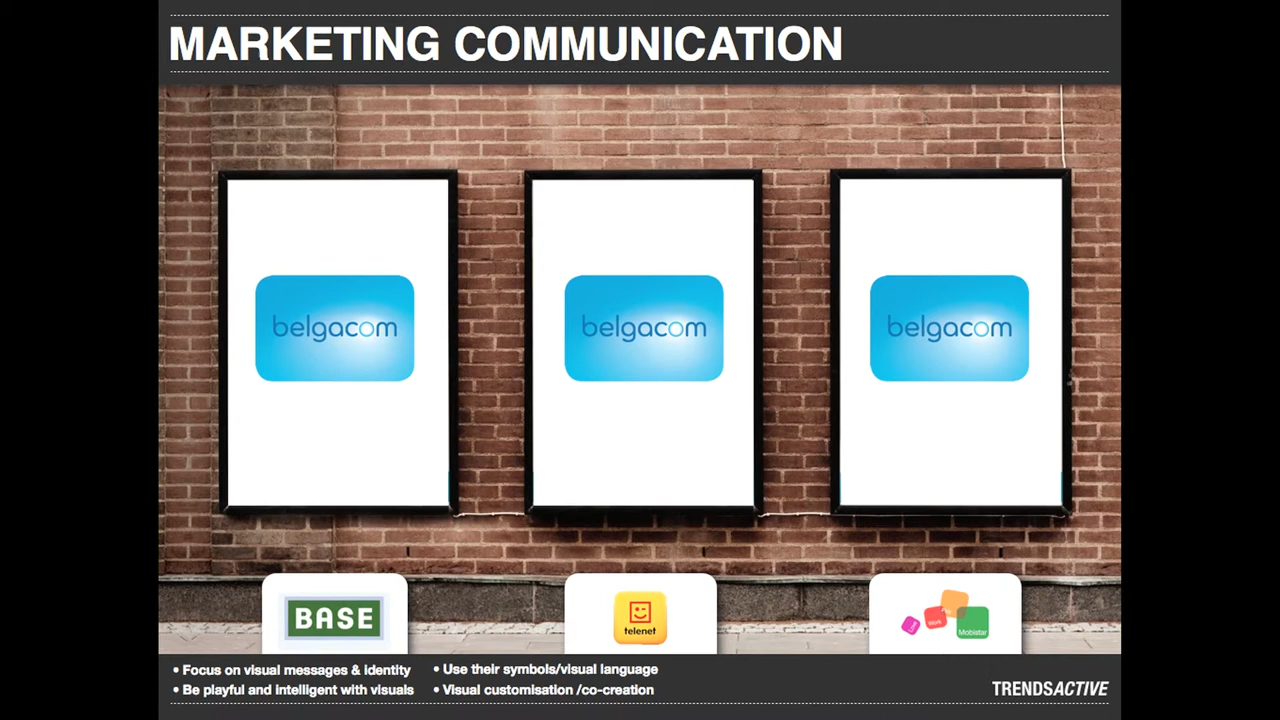 MARKETING COMMUNICATION
belgacom belgacom belgacom
BASE
telenet
Mobistar
• Focus on visual messages & identity
• Be playful and intelligent with visuals
• Use their symbols/visual language
• Visual customisation /co-creation
TRENDSACTIVE